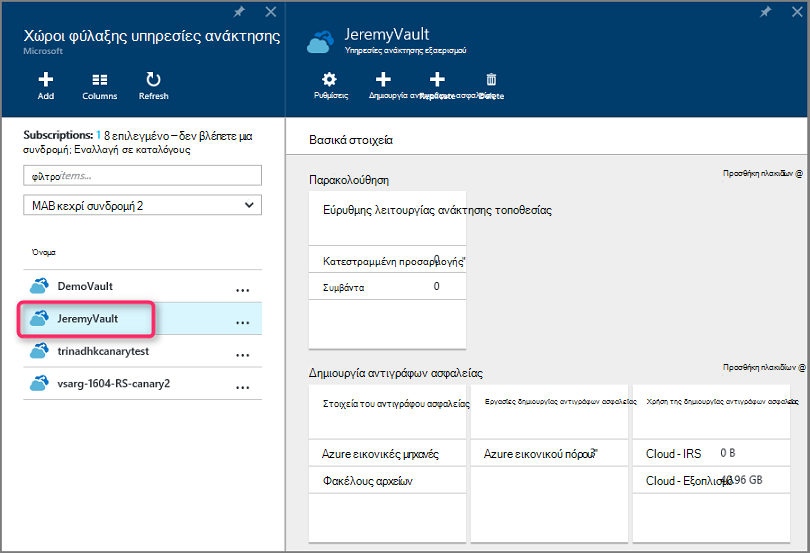 Χώροι φύλαξης υπηρεσίες ανάκτησης
Microsoft
Add
Columns
Refresh
Subscriptions: 1 8 επιλεγμένο – δεν βλέπετε μια
συνδρομή; Εναλλαγή σε καταλόγους
φίλτρο items...
MAB κεχρί συνδρομή 2
Όνομα
DemoVault ...
JeremyVault ...
trinadhkcanarytest ...
vsarg-1604-RS-canary2 ...
JeremyVault
Υπηρεσίες ανάκτησης εξαερισμού
Ρυθμίσεις
Δημιουργία αντιγράφων ασφαλείας
Replicate
Delete
Βασικά στοιχεία
Προσθήκη πλακιδίων @
Παρακολούθηση
Εύρυθμης λειτουργίας ανάκτησης τοποθεσίας
Κατεστραμμένη προσαρμογής" 0
Συμβάντα 0
Προσθήκη πλακιδίων @
Δημιουργία αντιγράφων ασφαλείας
Στοιχεία του αντιγράφου ασφαλείας
Azure εικονικές μηχανές
Φακέλους αρχείων
Εργασίες δημιουργίας αντιγράφων ασφαλείας
Azure εικονικού πόρου
Χρήση της δημιουργίας αντιγράφων ασφαλείας
Cloud - IRS 0 B
Cloud - Εξοπλισμό .96 GB